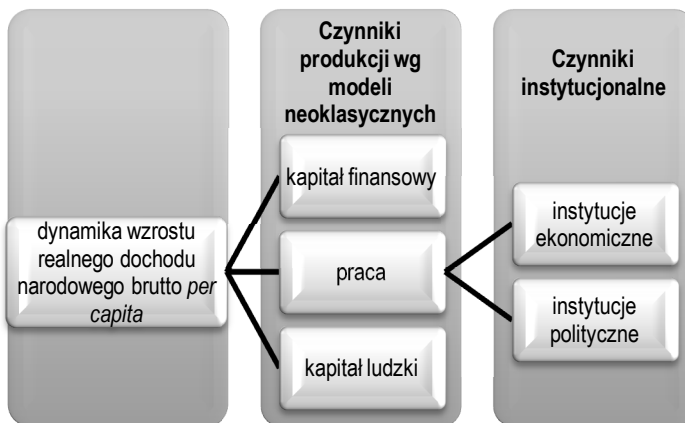 Czynniki
produkcji wg
modeli
neoklasycznych
Czynniki
instytucjonalne
kapitał finansowy
dynamika wzrostu
realnego dochodu
narodowego brutto per
capita
praca
kapitał ludzki
instytucje
ekonomiczne
instytucje
polityczne